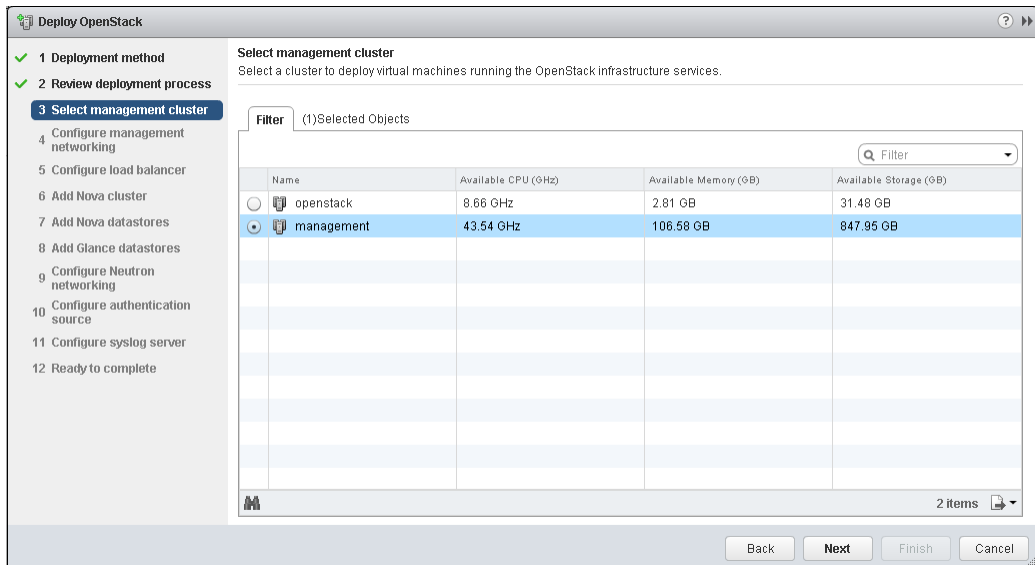 Deploy OpenStack
1 Deployment method
2 Review deployment process
3 Select management cluster
4 Configure management
networking
5 Configure load balancer
6 Add Nova cluster
7 Add Nova datastores
8 Add Glance datastores
9 Configure Neutron
networking
10 Configure authentication
source
11 Configure syslog server
12 Ready to complete
Select management cluster
Select a cluster to deploy virtual machines running the OpenStack infrastructure services.
Filter (1)Selected Objects
Filter
Name Available CPU (GHz) Available Memory (GB) Available Storage (GB)
openstack 8.66 GHz 2.81 GB 31.48 GB
management 43.54 GHz 106.58 GB 847.95 GB
2 items
Back Next Finish Cancel